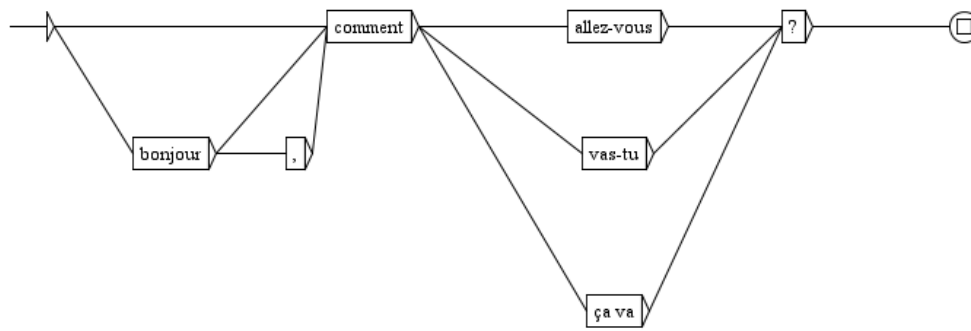 comment
allez-vous
?
bonjour
,
vas-tu
ça va